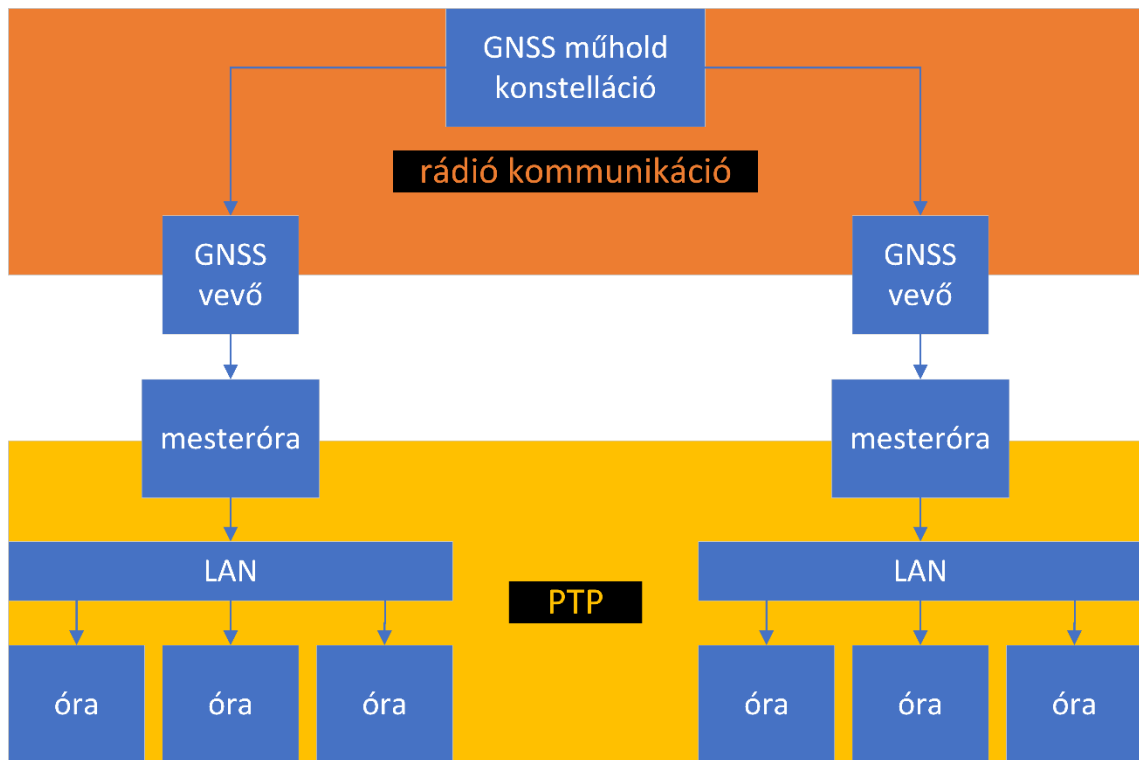 GNSS műhold
konstelláció
rádió kommunikáció
GNSS
vevő
GNSS
vevő
mesteróra
mesteróra
LAN
LAN
PTP
óra
óra
óra
óra
óra
óra